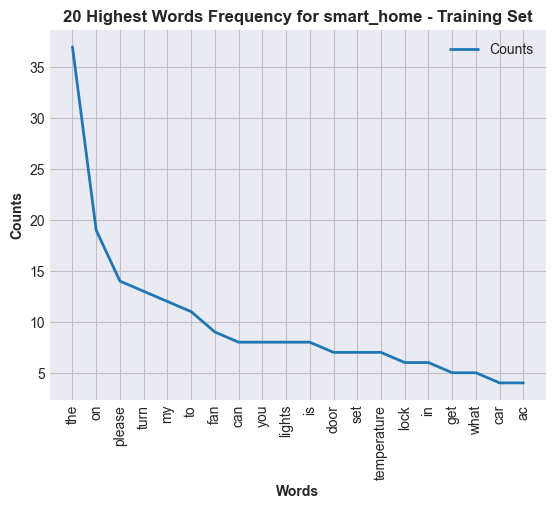 20 Highest Words Frequency for smart_home - Training Set
Counts
Counts
35
30
25
20
15
10
5
the
on
please
turn
my
to
fan
can
you
lights
is
door
set
temperature
lock
in
get
what
car
ac
Words